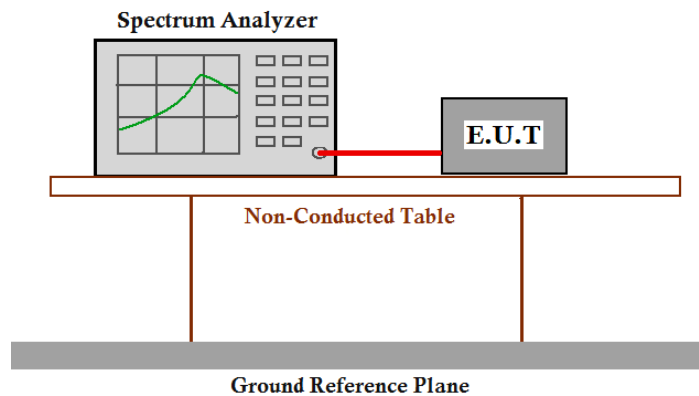 Spectrum Analyzer
E.U.T
Non-Conducted Table
Ground Reference Plane